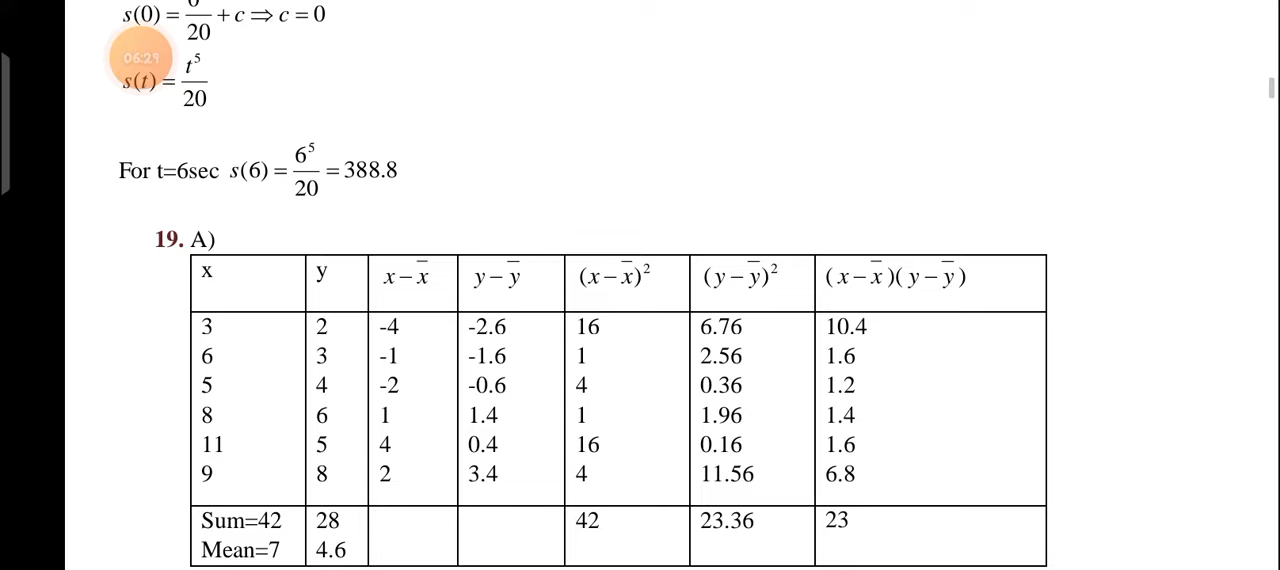 s(0) = 0/20 + c ⇒ c = 0
06:29
s(t) = t⁵/20
For t=6sec s(6) = 6⁵/20 = 388.8
19. A)
x y x − x̅ y − y̅ (x − x̅)² (y − y̅)² (x − x̅)(y − y̅)
3 2 -4 -2.6 16 6.76 10.4
6 3 -1 -1.6 1 2.56 1.6
5 4 -2 -0.6 4 0.36 1.2
8 6 1 1.4 1 1.96 1.4
11 5 4 0.4 16 0.16 1.6
9 8 2 3.4 4 11.56 6.8
Sum=42 28 42 23.36 23
Mean=7 4.6